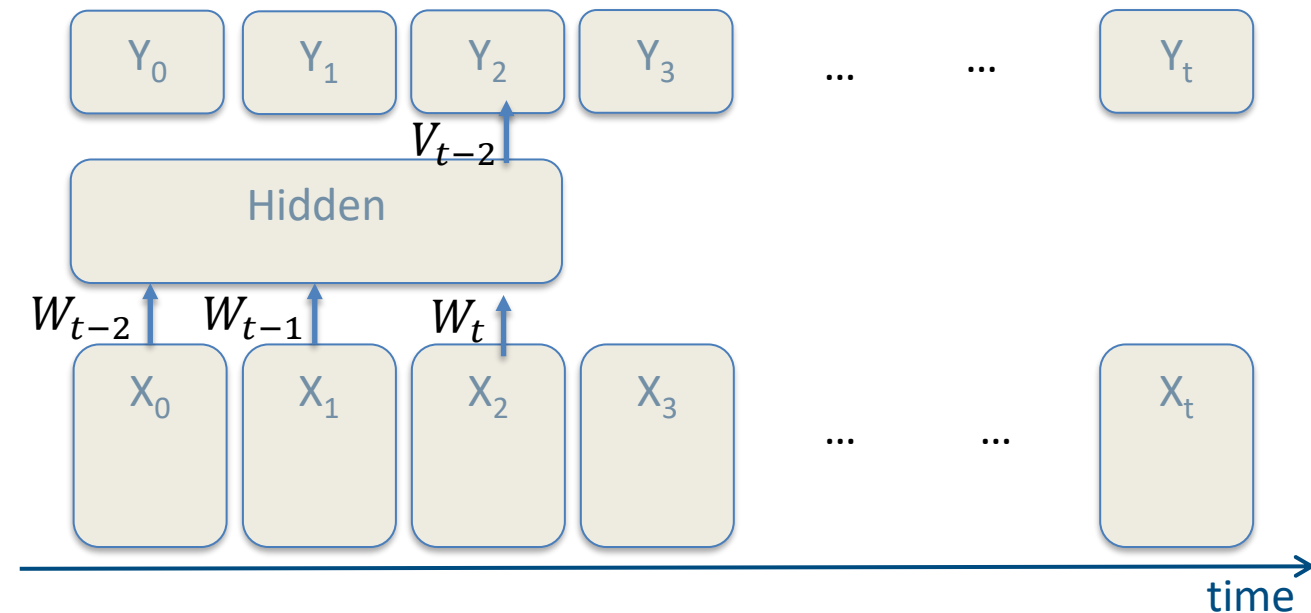 Y₀ Y₁ Y₂ Y₃ ... ... Yₜ
Vₜ₋₂
Hidden
Wₜ₋₂ Wₜ₋₁ Wₜ
X₀ X₁ X₂ X₃ ... ... Xₜ
time